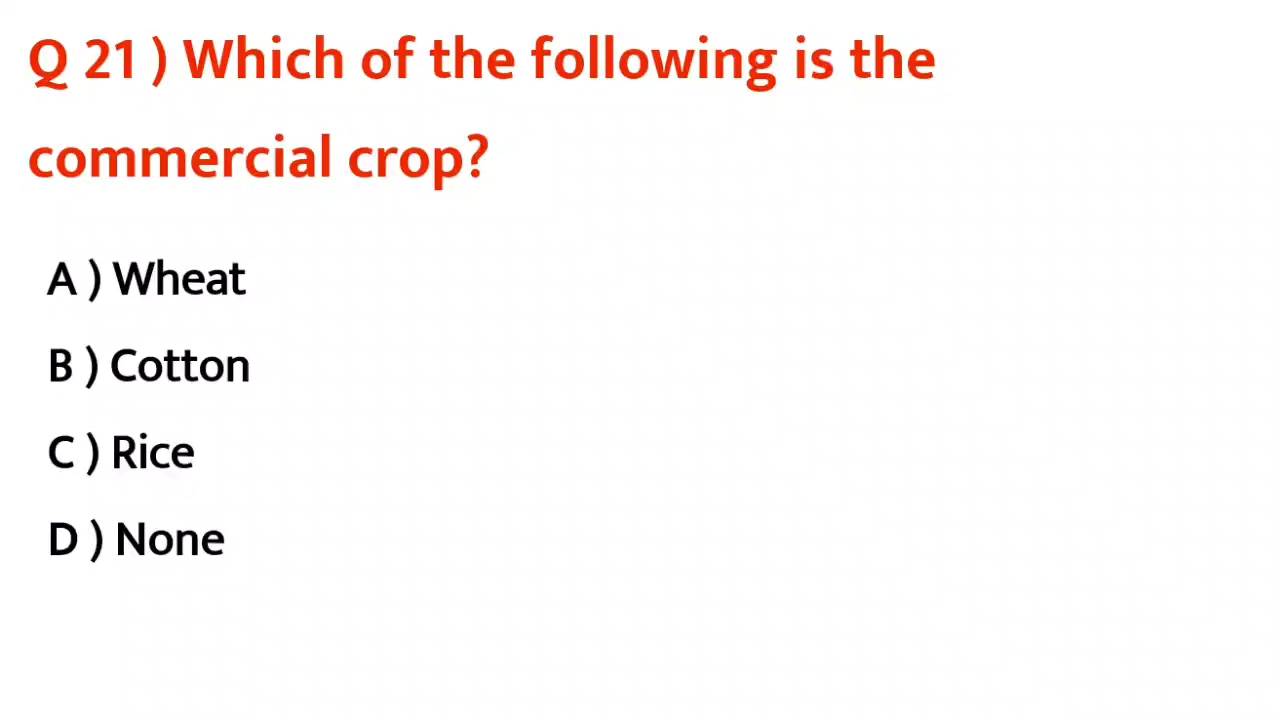 Q 21 ) Which of the following is the
commercial crop?
A ) Wheat
B ) Cotton
C ) Rice
D ) None